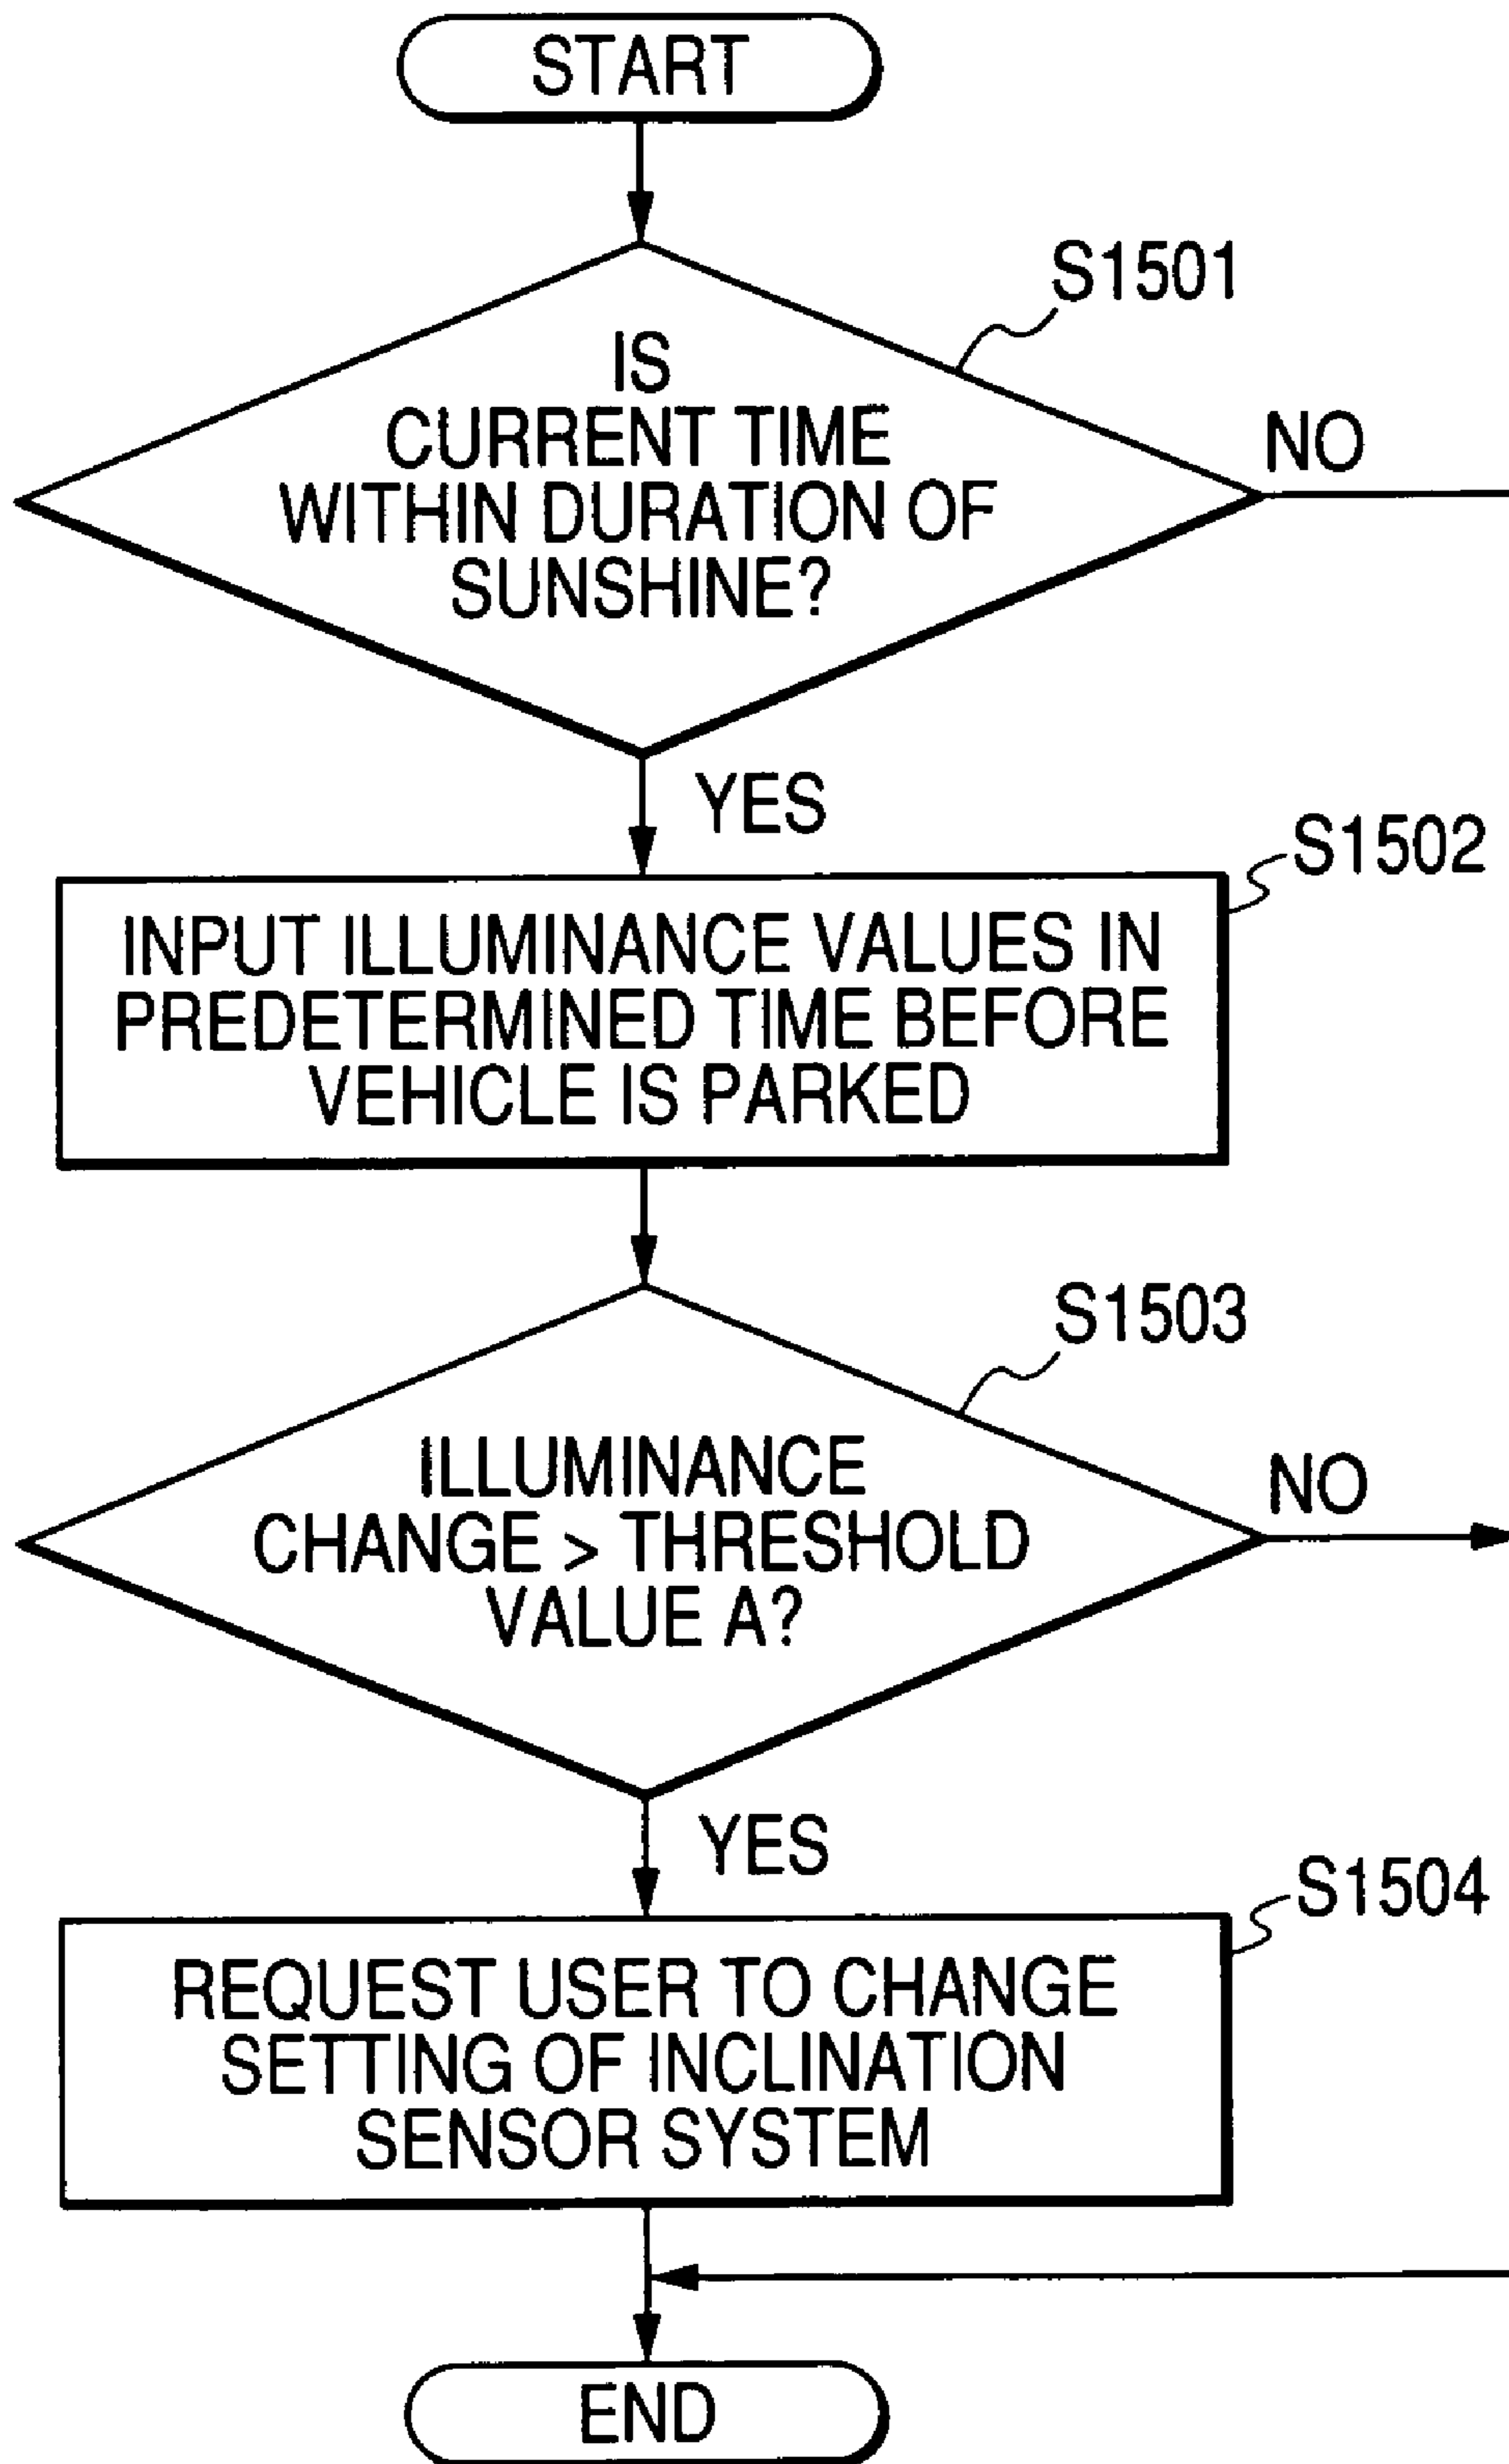 START
S1501
IS
CURRENT TIME
WITHIN DURATION OF
SUNSHINE?
NO
YES
S1502
INPUT ILLUMINANCE VALUES IN
PREDETERMINED TIME BEFORE
VEHICLE IS PARKED
S1503
ILLUMINANCE
CHANGE > THRESHOLD
VALUE A?
NO
YES
S1504
REQUEST USER TO CHANGE
SETTING OF INCLINATION
SENSOR SYSTEM
END